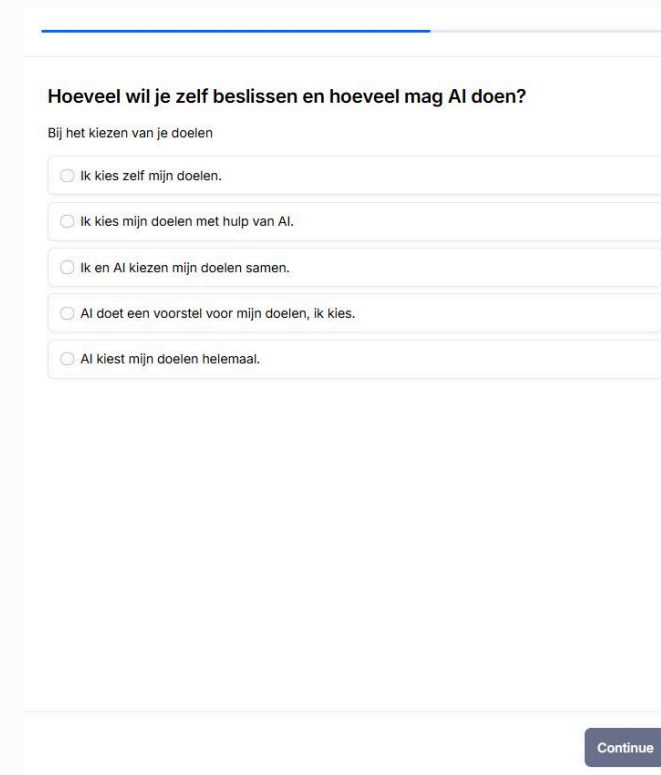 Hoeveel wil je zelf beslissen en hoeveel mag AI doen?
Bij het kiezen van je doelen
Ik kies zelf mijn doelen.
Ik kies mijn doelen met hulp van AI.
Ik en AI kiezen mijn doelen samen.
AI doet een voorstel voor mijn doelen, ik kies.
AI kiest mijn doelen helemaal.
Continue